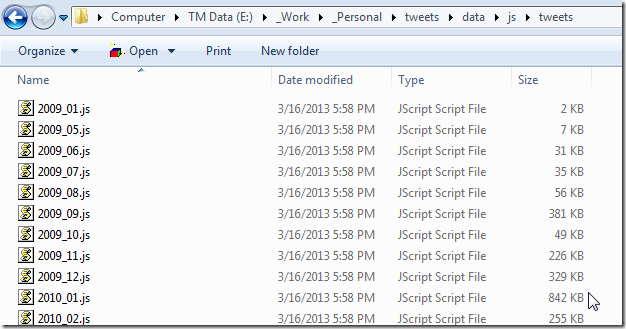 Computer ▸ TM Data (E:) ▸ _Work ▸ _Personal ▸ tweets ▸ data ▸ js ▸ tweets
Organize Open Print New folder
Name Date modified Type Size
2009_01.js 3/16/2013 5:58 PM JScript Script File 2 KB
2009_05.js 3/16/2013 5:58 PM JScript Script File 7 KB
2009_06.js 3/16/2013 5:58 PM JScript Script File 31 KB
2009_07.js 3/16/2013 5:58 PM JScript Script File 35 KB
2009_08.js 3/16/2013 5:58 PM JScript Script File 56 KB
2009_09.js 3/16/2013 5:58 PM JScript Script File 381 KB
2009_10.js 3/16/2013 5:58 PM JScript Script File 49 KB
2009_11.js 3/16/2013 5:58 PM JScript Script File 226 KB
2009_12.js 3/16/2013 5:58 PM JScript Script File 329 KB
2010_01.js 3/16/2013 5:58 PM JScript Script File 842 KB
2010_02.js 3/16/2013 5:58 PM JScript Script File 255 KB